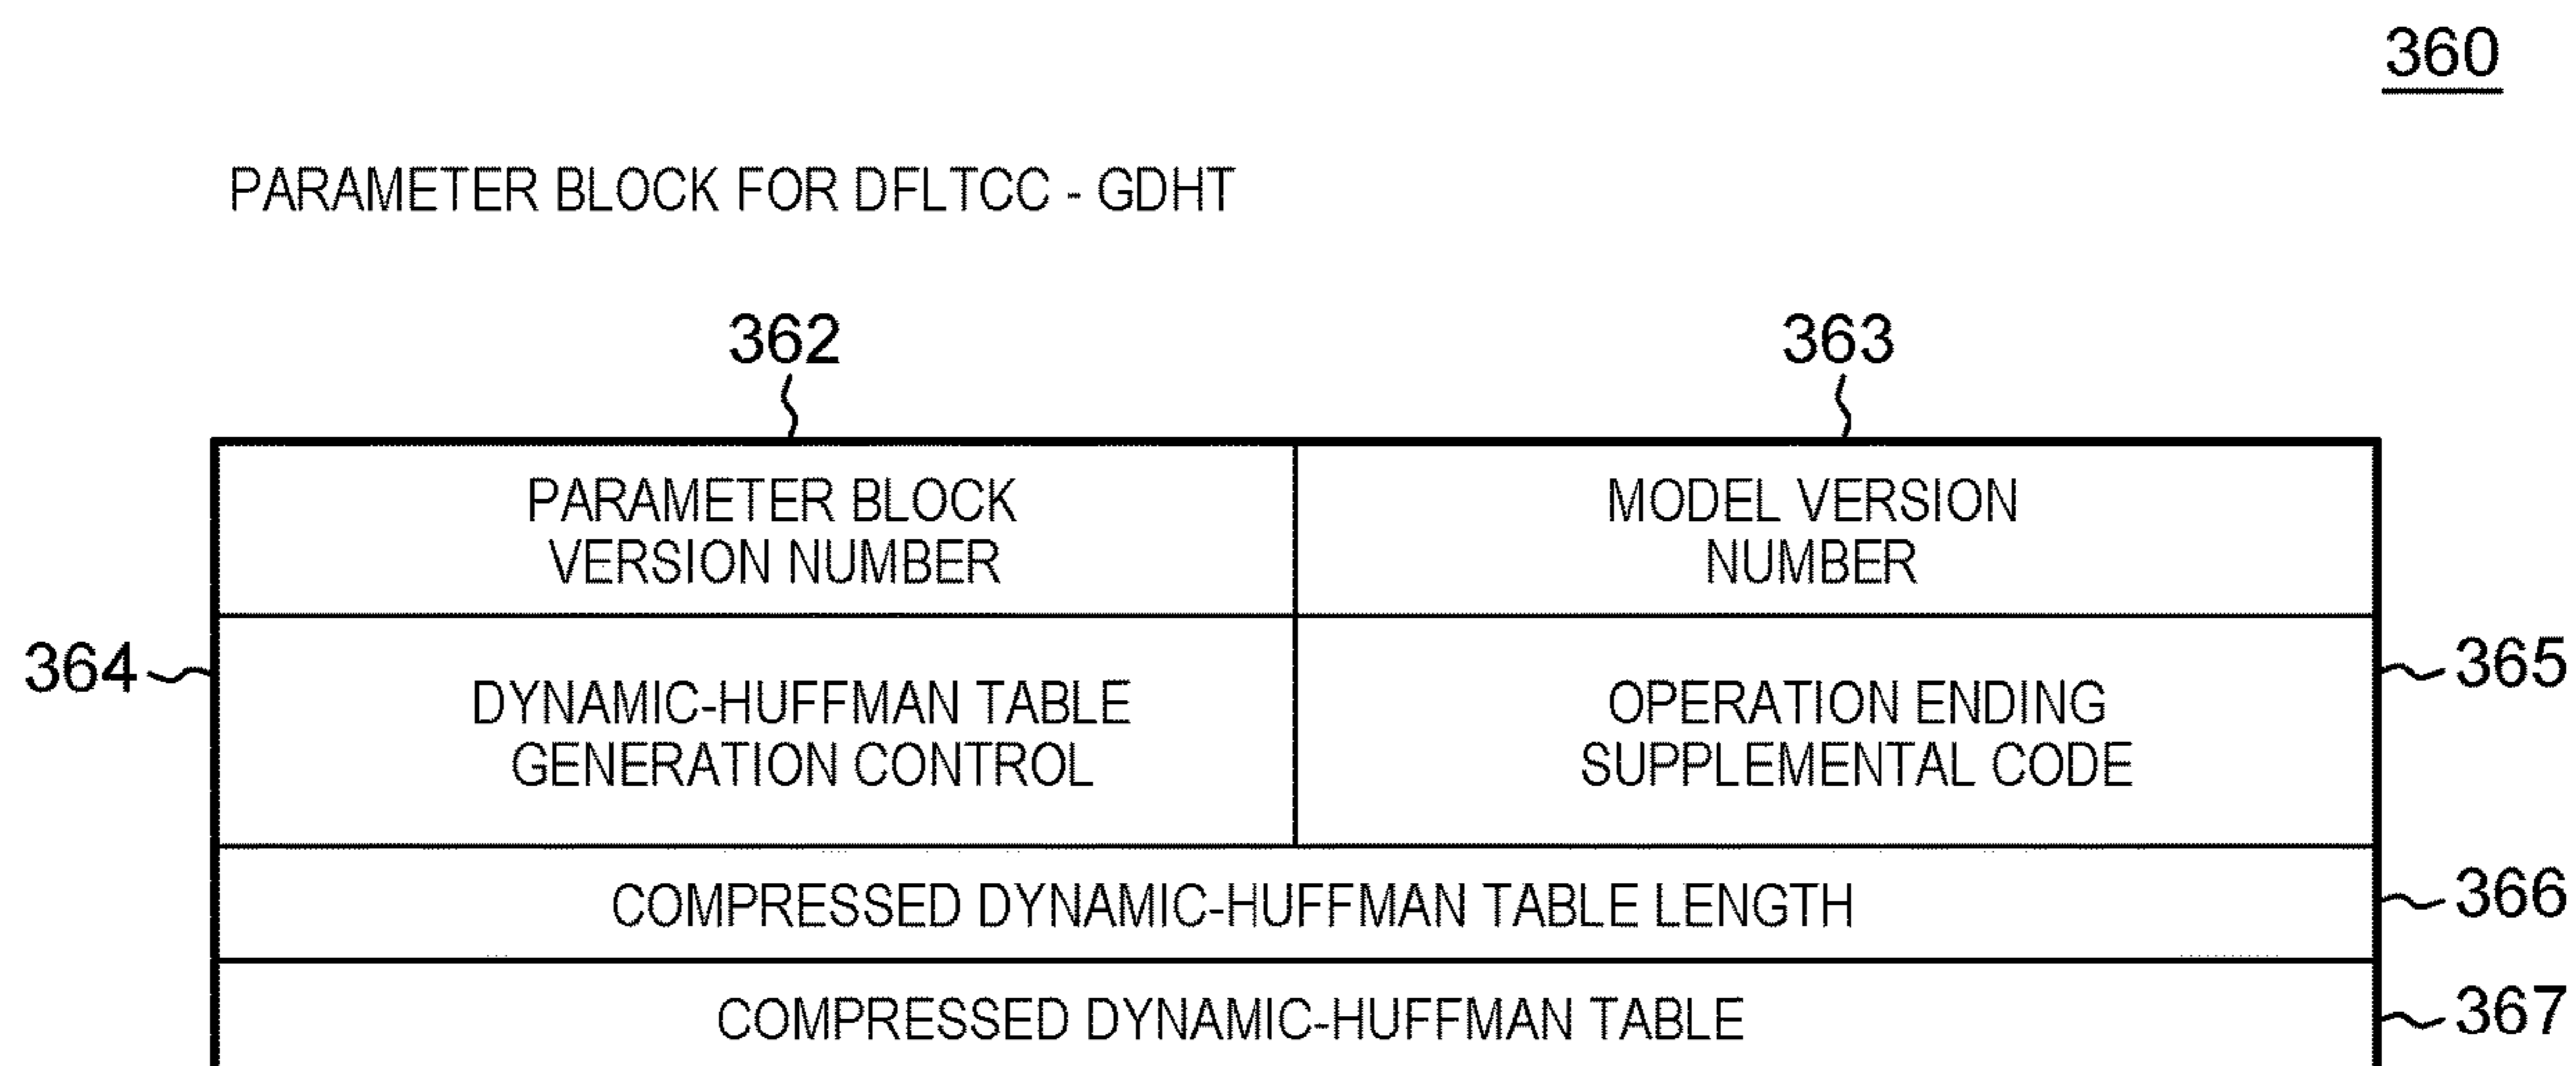 360
PARAMETER BLOCK FOR DFLTCC - GDHT
362
363
PARAMETER BLOCK
VERSION NUMBER
MODEL VERSION
NUMBER
364
DYNAMIC-HUFFMAN TABLE
GENERATION CONTROL
OPERATION ENDING
SUPPLEMENTAL CODE
365
COMPRESSED DYNAMIC-HUFFMAN TABLE LENGTH
366
COMPRESSED DYNAMIC-HUFFMAN TABLE
367